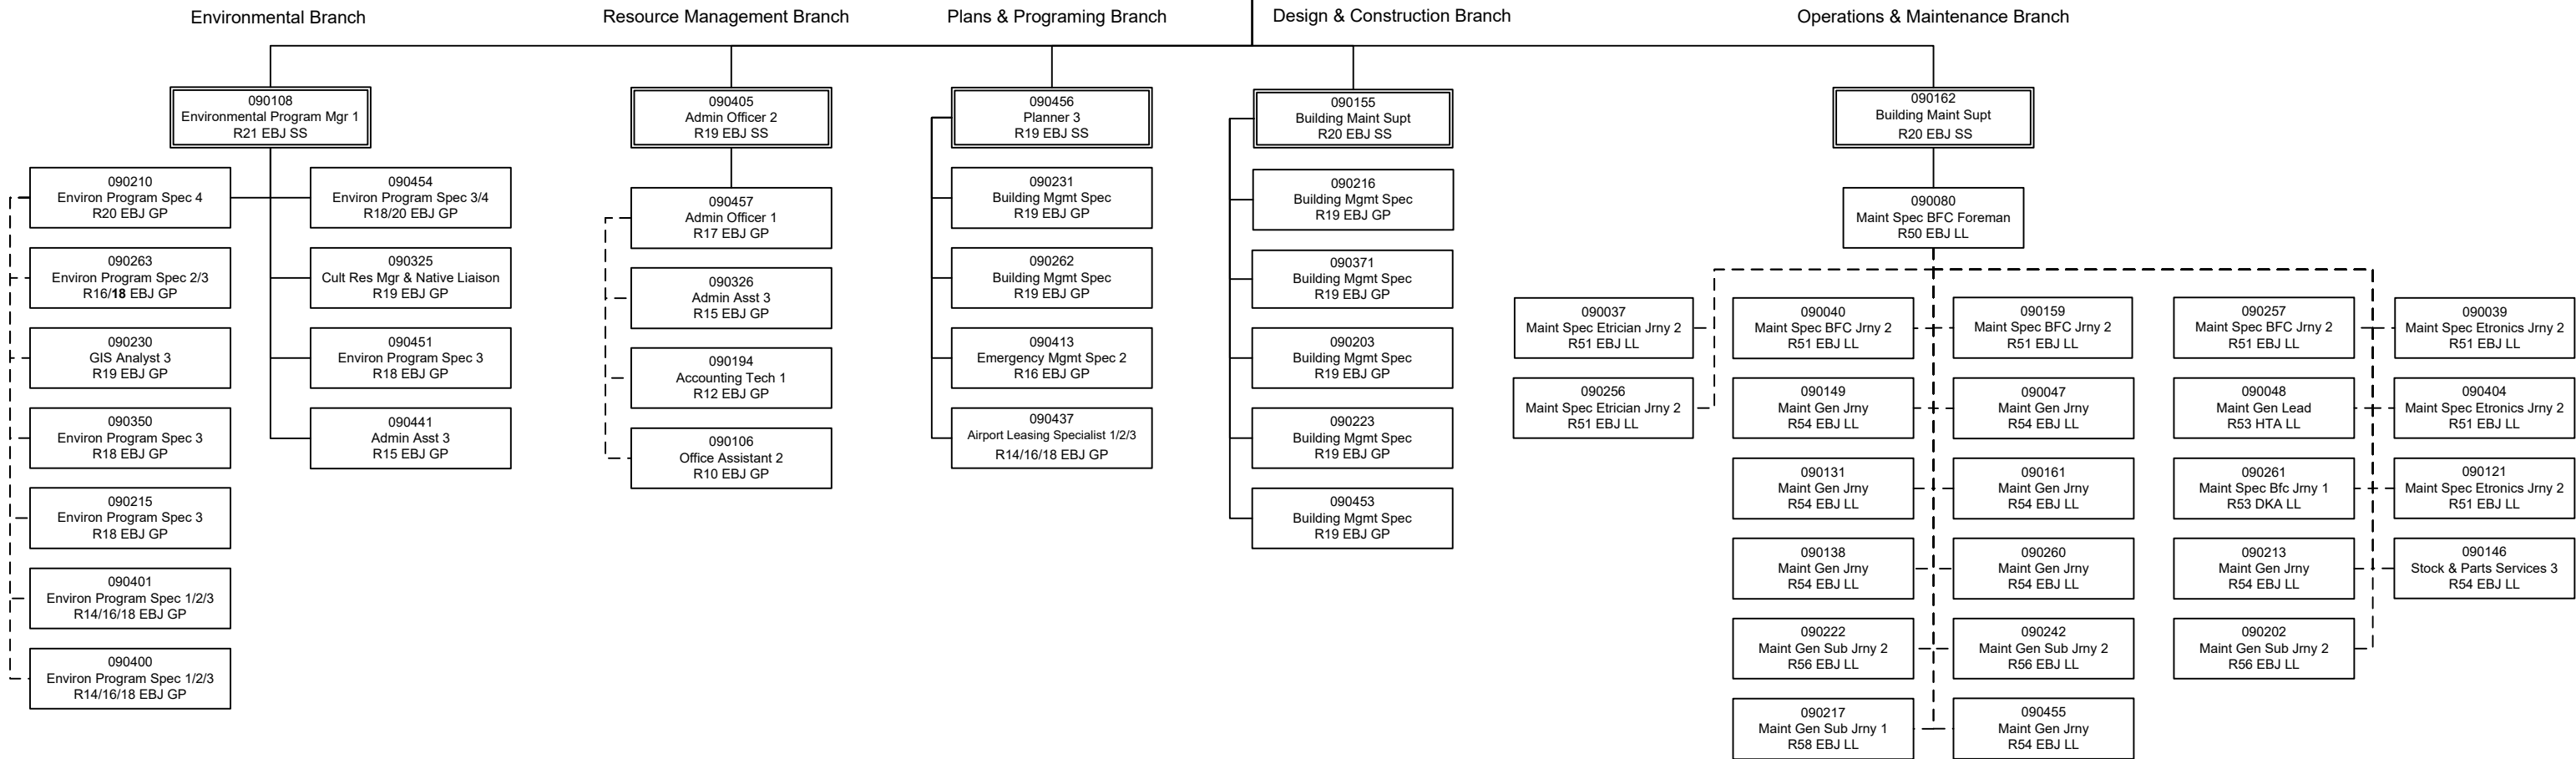 Environmental Branch
Resource Management Branch
Plans & Programing Branch
Design & Construction Branch
Operations & Maintenance Branch
090108
Environmental Program Mgr 1
R21 EBJ SS
090210
Environ Program Spec 4
R20 EBJ GP
090454
Environ Program Spec 3/4
R18/20 EBJ GP
090263
Environ Program Spec 2/3
R16/18 EBJ GP
090325
Cult Res Mgr & Native Liaison
R19 EBJ GP
090230
GIS Analyst 3
R19 EBJ GP
090451
Environ Program Spec 3
R18 EBJ GP
090350
Environ Program Spec 3
R18 EBJ GP
090441
Admin Asst 3
R15 EBJ GP
090215
Environ Program Spec 3
R18 EBJ GP
090401
Environ Program Spec 1/2/3
R14/16/18 EBJ GP
090400
Environ Program Spec 1/2/3
R14/16/18 EBJ GP
090405
Admin Officer 2
R19 EBJ SS
090457
Admin Officer 1
R17 EBJ GP
090326
Admin Asst 3
R15 EBJ GP
090194
Accounting Tech 1
R12 EBJ GP
090106
Office Assistant 2
R10 EBJ GP
090456
Planner 3
R19 EBJ SS
090231
Building Mgmt Spec
R19 EBJ GP
090262
Building Mgmt Spec
R19 EBJ GP
090413
Emergency Mgmt Spec 2
R16 EBJ GP
090437
Airport Leasing Specialist 1/2/3
R14/16/18 EBJ GP
090155
Building Maint Supt
R20 EBJ SS
090216
Building Mgmt Spec
R19 EBJ GP
090371
Building Mgmt Spec
R19 EBJ GP
090203
Building Mgmt Spec
R19 EBJ GP
090223
Building Mgmt Spec
R19 EBJ GP
090453
Building Mgmt Spec
R19 EBJ GP
090162
Building Maint Supt
R20 EBJ SS
090080
Maint Spec BFC Foreman
R50 EBJ LL
090037
Maint Spec Etrician Jrny 2
R51 EBJ LL
090040
Maint Spec BFC Jrny 2
R51 EBJ LL
090159
Maint Spec BFC Jrny 2
R51 EBJ LL
090257
Maint Spec BFC Jrny 2
R51 EBJ LL
090039
Maint Spec Etronics Jrny 2
R51 EBJ LL
090256
Maint Spec Etrician Jrny 2
R51 EBJ LL
090149
Maint Gen Jrny
R54 EBJ LL
090047
Maint Gen Jrny
R54 EBJ LL
090048
Maint Gen Lead
R53 HTA LL
090404
Maint Spec Etronics Jrny 2
R51 EBJ LL
090131
Maint Gen Jrny
R54 EBJ LL
090161
Maint Gen Jrny
R54 EBJ LL
090261
Maint Spec Bfc Jrny 1
R53 DKA LL
090121
Maint Spec Etronics Jrny 2
R51 EBJ LL
090138
Maint Gen Jrny
R54 EBJ LL
090260
Maint Gen Jrny
R54 EBJ LL
090213
Maint Gen Jrny
R54 EBJ LL
090146
Stock & Parts Services 3
R54 EBJ LL
090222
Maint Gen Sub Jrny 2
R56 EBJ LL
090242
Maint Gen Sub Jrny 2
R56 EBJ LL
090202
Maint Gen Sub Jrny 2
R56 EBJ LL
090217
Maint Gen Sub Jrny 1
R58 EBJ LL
090455
Maint Gen Jrny
R54 EBJ LL